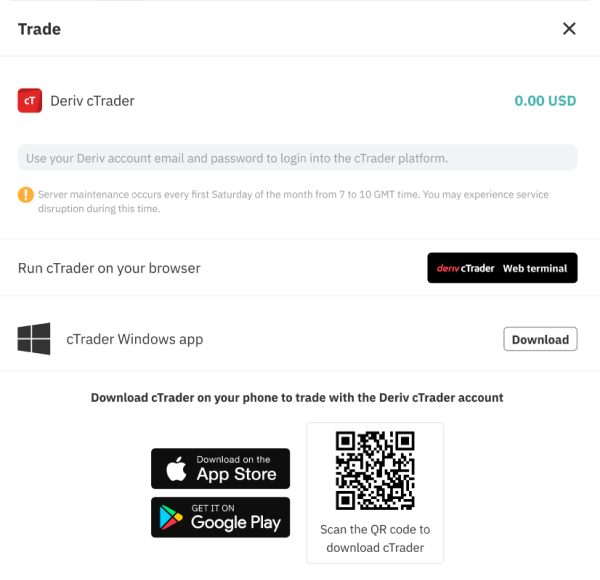 Trade
cT Deriv cTrader 0.00 USD
Use your Deriv account email and password to login into the cTrader platform.
Server maintenance occurs every first Saturday of the month from 7 to 10 GMT time. You may experience service
disruption during this time.
Run cTrader on your browser deriv cTrader Web terminal
cTrader Windows app Download
Download cTrader on your phone to trade with the Deriv cTrader account
Download on the
App Store
GET IT ON
Google Play
Scan the QR code to
download cTrader